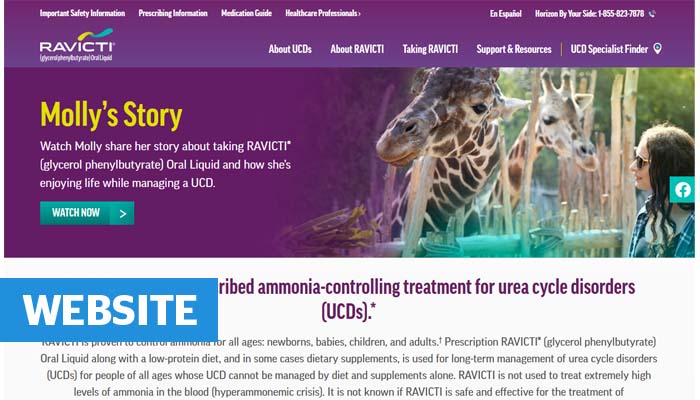 Important Safety Information Prescribing Information Medication Guide Healthcare Professionals › En Español Horizon By Your Side: 1-855-823-7878
RAVICTI®
(glycerol phenylbutyrate) Oral Liquid
About UCDs About RAVICTI Taking RAVICTI Support & Resources UCD Specialist Finder
Molly's Story
Watch Molly share her story about taking RAVICTI®
(glycerol phenylbutyrate) Oral Liquid and how she's
enjoying life while managing a UCD.
WATCH NOW >
ribed ammonia-controlling treatment for urea cycle disorders
(UCDs).*
WEBSITE
RAVICTI is proven to control ammonia for all ages: newborns, babies, children, and adults.† Prescription RAVICTI® (glycerol phenylbutyrate)
Oral Liquid along with a low-protein diet, and in some cases dietary supplements, is used for long-term management of urea cycle disorders
(UCDs) for people of all ages whose UCD cannot be managed by diet and supplements alone. RAVICTI is not used to treat extremely high
levels of ammonia in the blood (hyperammonemic crisis). It is not known if RAVICTI is safe and effective for the treatment of